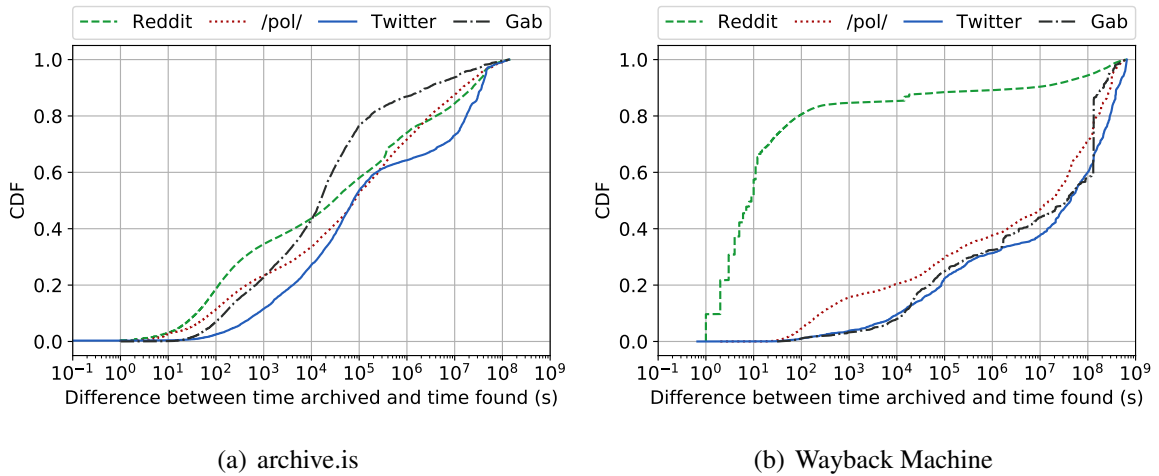 Reddit /pol/ Twitter Gab
1.0
0.8
0.6
0.4
0.2
0.0
CDF
10⁻¹ 10⁰ 10¹ 10² 10³ 10⁴ 10⁵ 10⁶ 10⁷ 10⁸ 10⁹
Difference between time archived and time found (s)
(a) archive.is
Reddit /pol/ Twitter Gab
1.0
0.8
0.6
0.4
0.2
0.0
CDF
10⁻¹ 10⁰ 10¹ 10² 10³ 10⁴ 10⁵ 10⁶ 10⁷ 10⁸ 10⁹
Difference between time archived and time found (s)
(b) Wayback Machine